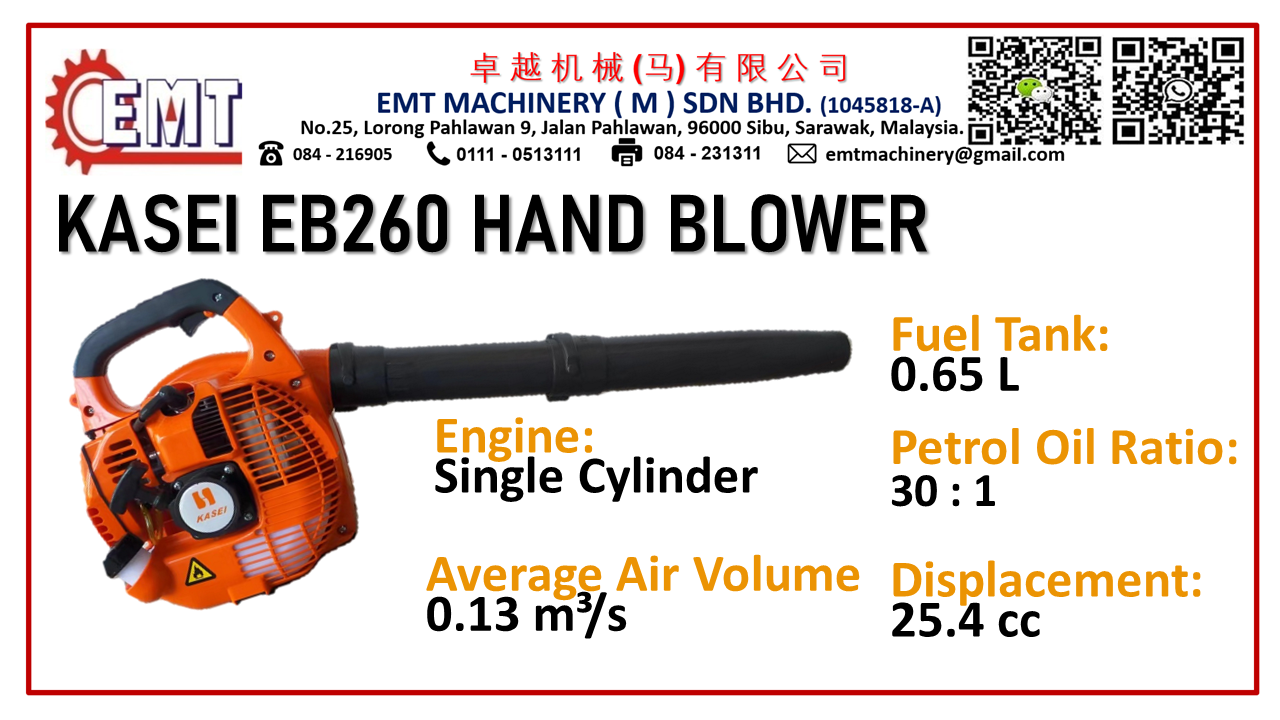 EMT
卓越机械(马)有限公司
EMT MACHINERY ( M ) SDN BHD. (1045818-A)
No.25, Lorong Pahlawan 9, Jalan Pahlawan, 96000 Sibu, Sarawak, Malaysia.
084 - 216905 0111 - 0513111 084 - 231311 emtmachinery@gmail.com
KASEI EB260 HAND BLOWER
Fuel Tank:
0.65 L
Engine:
Single Cylinder
Petrol Oil Ratio:
30 : 1
KASEI
Average Air Volume
0.13 m³/s
Displacement:
25.4 cc